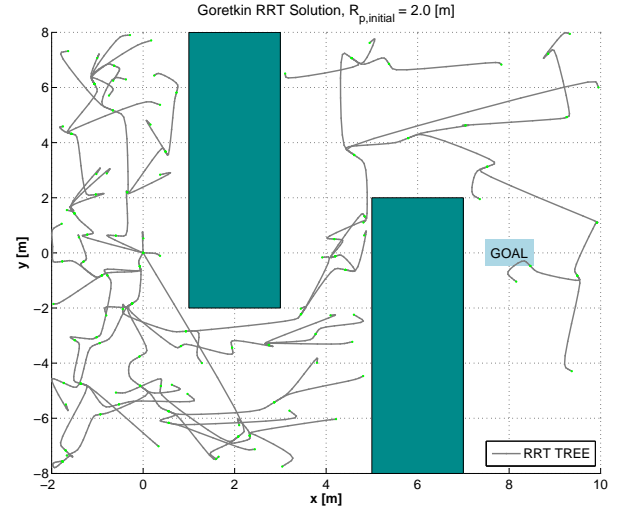 Goretkin RRT Solution, R_p,initial = 2.0 [m]
8
6
4
2
0
−2
−4
−6
−8
y [m]
GOAL
RRT TREE
−2 0 2 4 6 8 10
x [m]